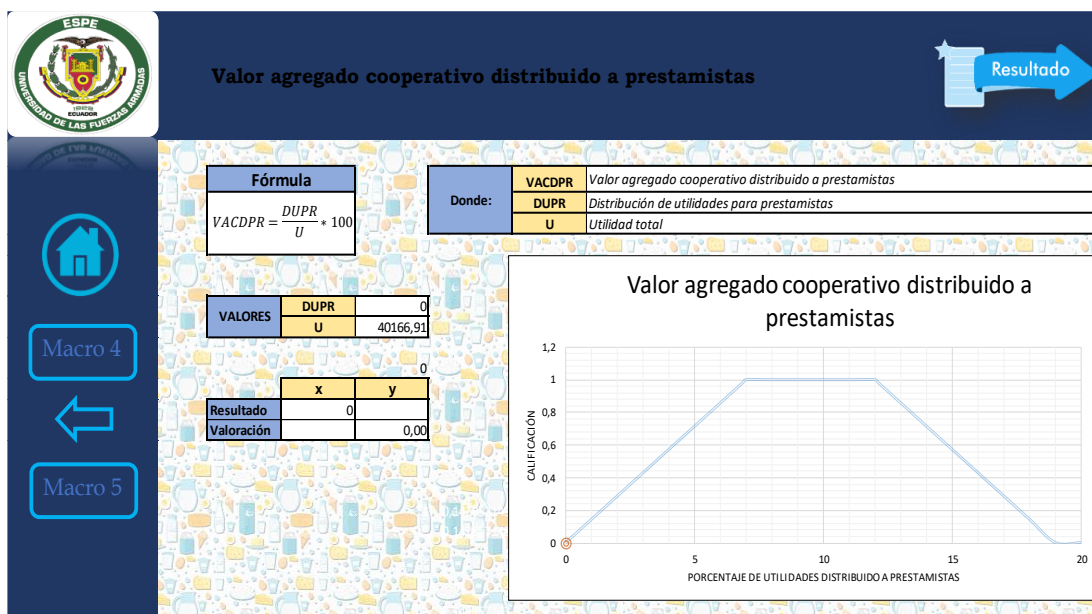 ESPE
UNIVERSIDAD DE LAS FUERZAS ARMADAS
ECUADOR
Valor agregado cooperativo distribuido a prestamistas
Resultado
Fórmula
VACDPR = DUPR / U * 100
Donde:
VACDPR Valor agregado cooperativo distribuido a prestamistas
DUPR Distribución de utilidades para prestamistas
U Utilidad total
Macro 4
Macro 5
VALORES
DUPR 0
U 40166,91
0
x y
Resultado 0
Valoración 0,00
Valor agregado cooperativo distribuido a
prestamistas
CALIFICACIÓN
1,2
1
0,8
0,6
0,4
0,2
0
0 5 10 15 20
PORCENTAJE DE UTILIDADES DISTRIBUIDO A PRESTAMISTAS